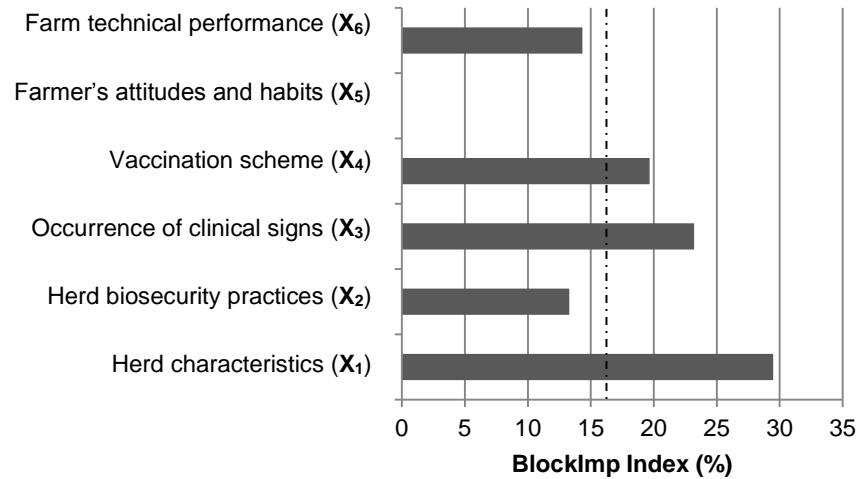 Farm technical performance (X₆)
Farmer’s attitudes and habits (X₅)
Vaccination scheme (X₄)
Occurrence of clinical signs (X₃)
Herd biosecurity practices (X₂)
Herd characteristics (X₁)
0 5 10 15 20 25 30 35
BlockImp Index (%)